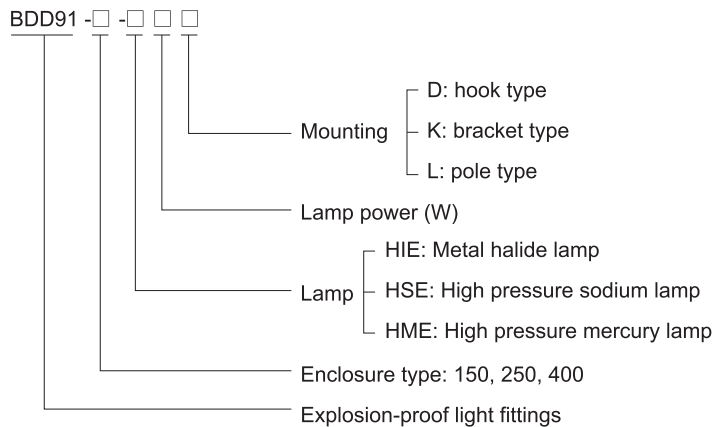 BDD91 -□ -□ □ □
D: hook type
Mounting
K: bracket type
L: pole type
Lamp power (W)
HIE: Metal halide lamp
Lamp
HSE: High pressure sodium lamp
HME: High pressure mercury lamp
Enclosure type: 150, 250, 400
Explosion-proof light fittings